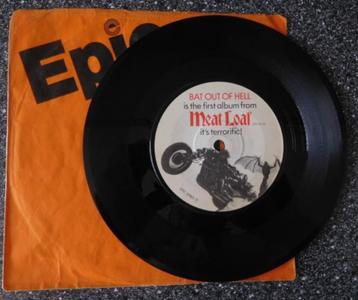 Epic
BAT OUT OF HELL
is the first album from
Meat Loaf
it's terrorific!